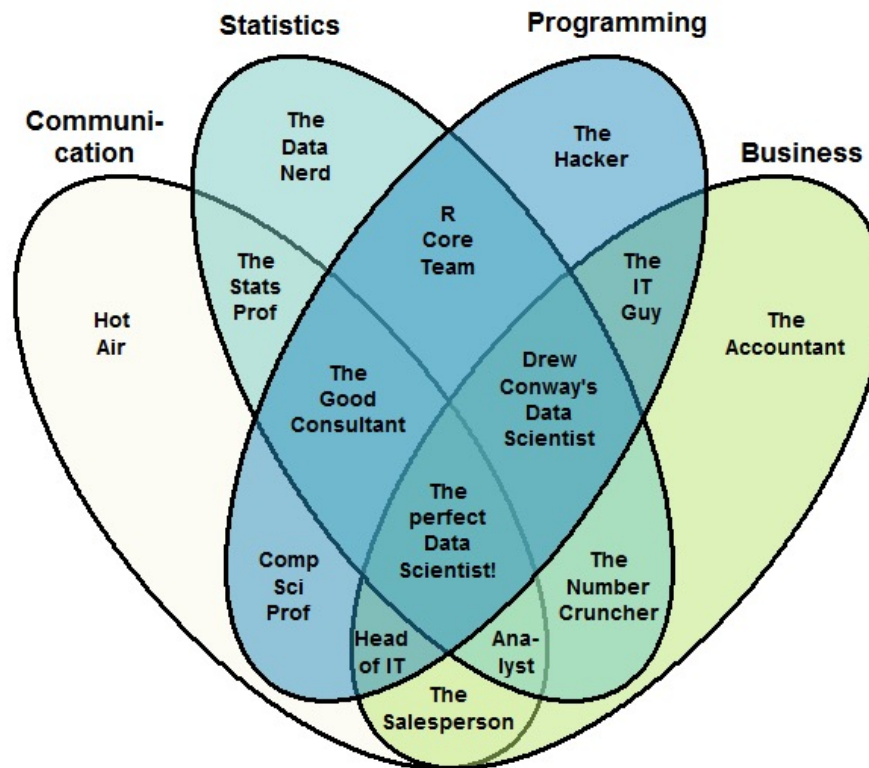 Statistics
Programming
Communi-
cation
Business
The
Data
Nerd
The
Hacker
R
Core
Team
The
Stats
Prof
The
IT
Guy
Hot
Air
The
Accountant
The
Good
Consultant
Drew
Conway's
Data
Scientist
The
perfect
Data
Scientist!
Comp
Sci
Prof
The
Number
Cruncher
Head
of IT
Ana-
lyst
The
Salesperson